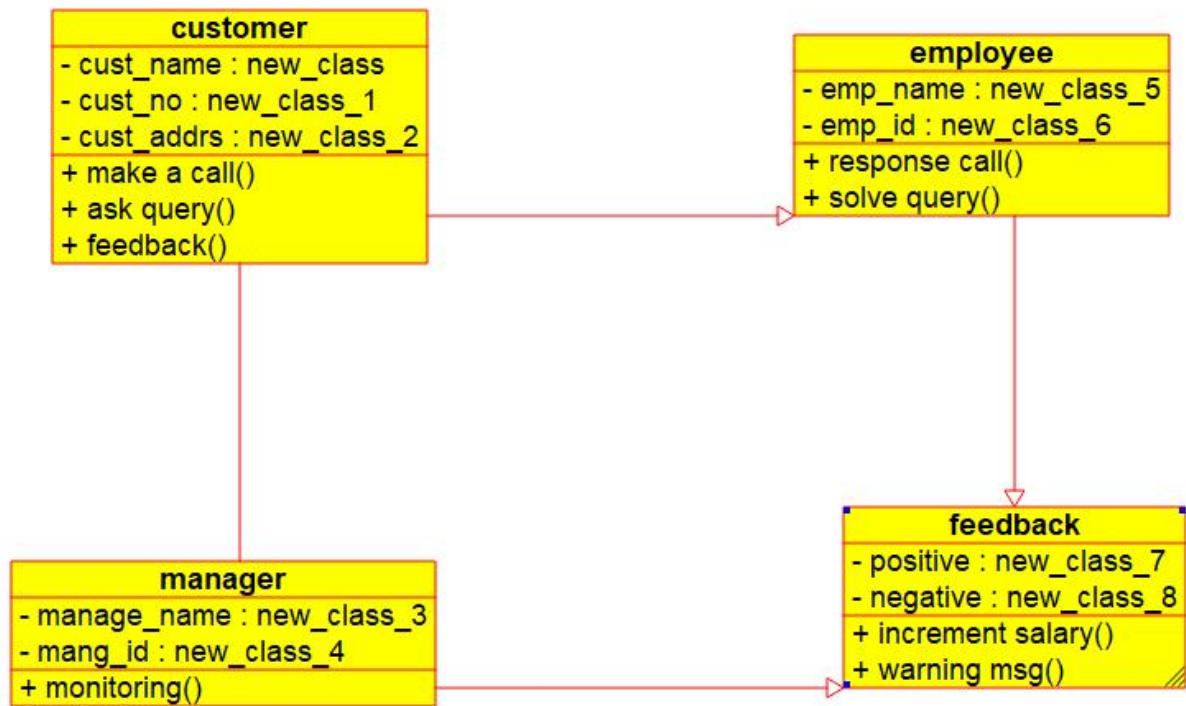 customer
- cust_name : new_class
- cust_no : new_class_1
- cust_addrs : new_class_2
+ make a call()
+ ask query()
+ feedback()
employee
- emp_name : new_class_5
- emp_id : new_class_6
+ response call()
+ solve query()
manager
- manage_name : new_class_3
- mang_id : new_class_4
+ monitoring()
feedback
- positive : new_class_7
- negative : new_class_8
+ increment salary()
+ warning msg()